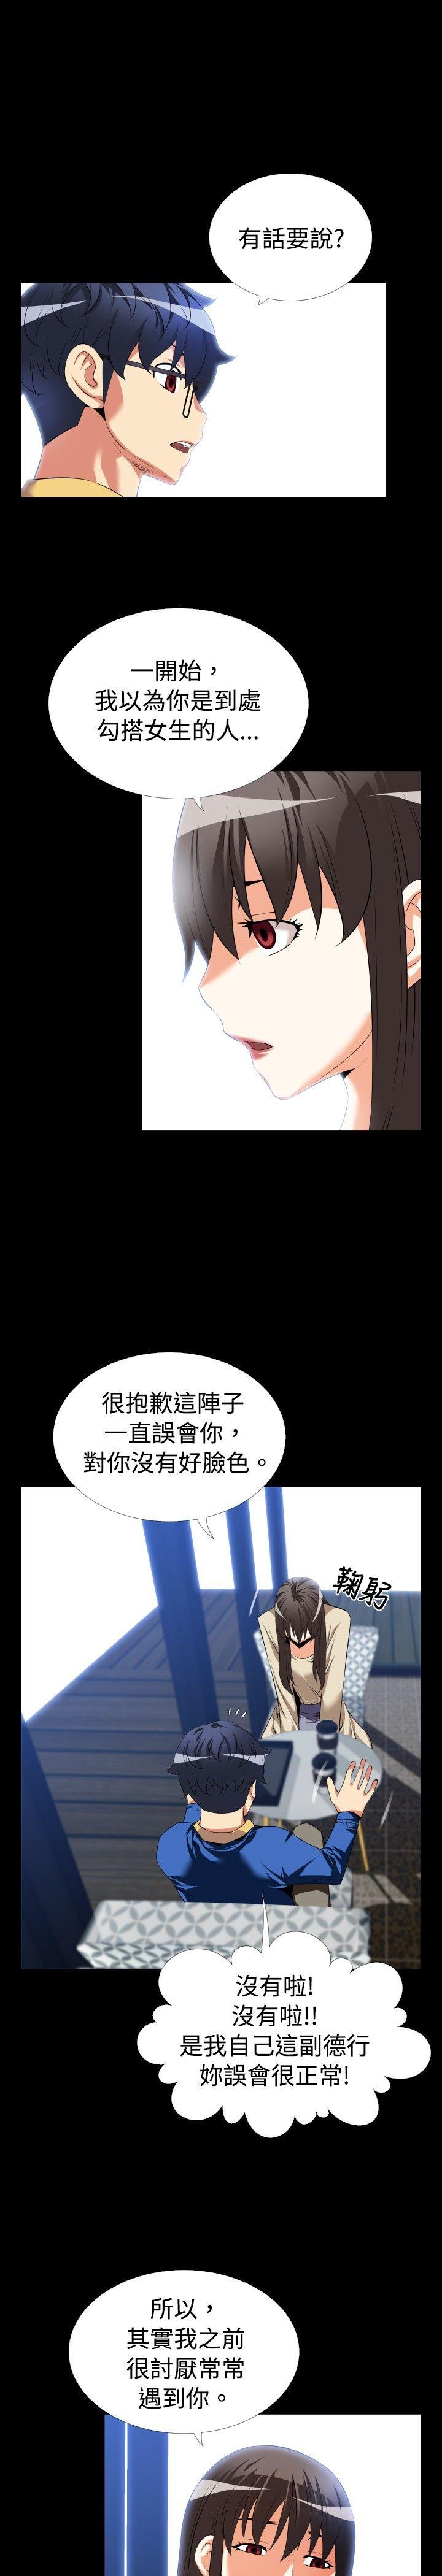 有話要說?
一開始，
我以為你是到處
勾搭女生的人...
很抱歉這陣子
一直誤會你，
對你沒有好臉色。
鞠躬
沒有啦!
沒有啦!!
是我自己這副德行
妳誤會很正常!
所以，
其實我之前
很討厭常常
遇到你。